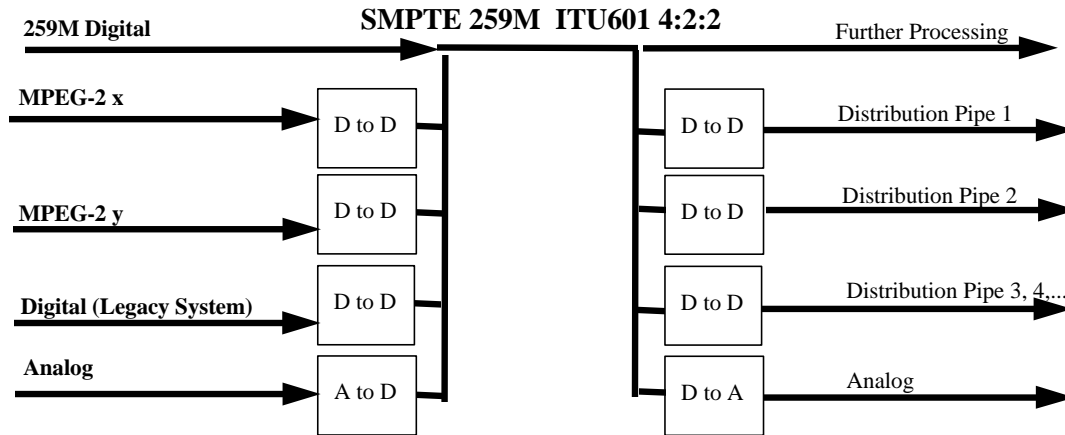 SMPTE 259M ITU601 4:2:2
259M Digital
Further Processing
MPEG-2 x
D to D
D to D
Distribution Pipe 1
MPEG-2 y
D to D
D to D
Distribution Pipe 2
Digital (Legacy System)
D to D
D to D
Distribution Pipe 3, 4,...
Analog
A to D
D to A
Analog